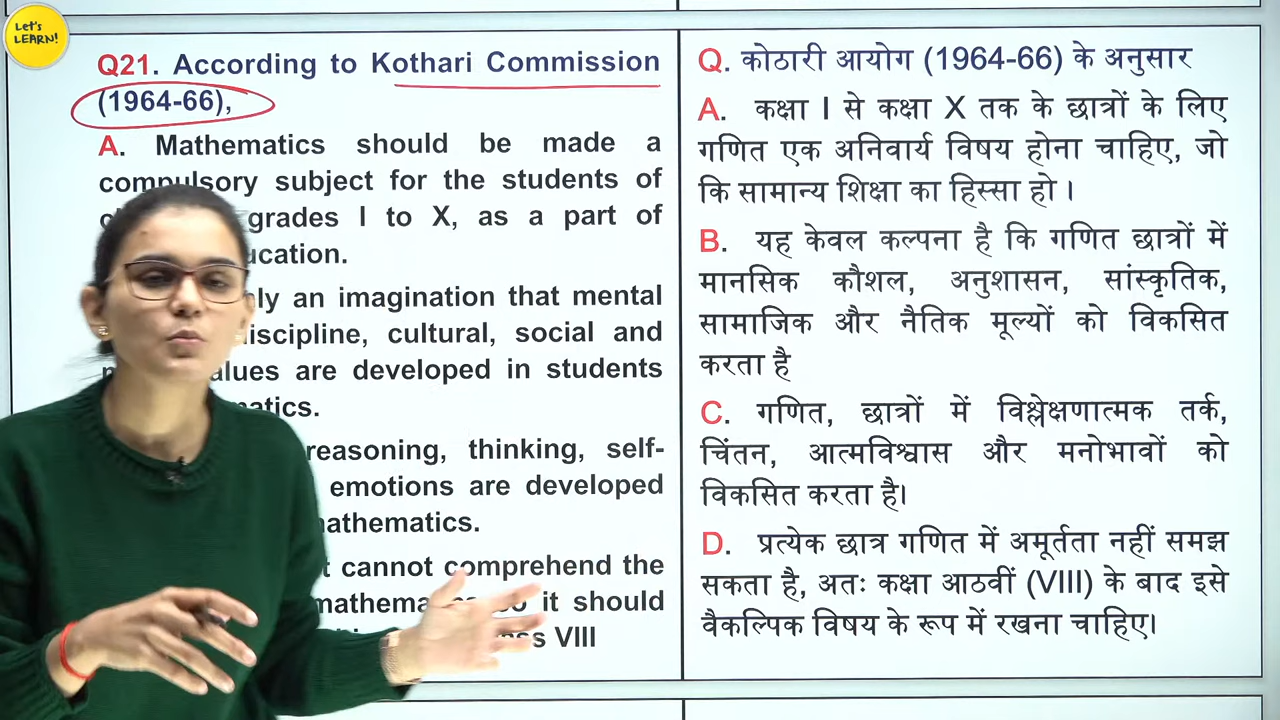 Let's
LEARN!
Q21. According to Kothari Commission
(1964-66),
A. Mathematics should be made a
compulsory subject for the students of
grades I to X, as a part of
ucation.
ly an imagination that mental
iscipline, cultural, social and
alues are developed in students
atics.
reasoning, thinking, self-
emotions are developed
athematics.
t cannot comprehend the
mathema so it should
ss VIII
Q. कोठारी आयोग (1964-66) के अनुसार
A. कक्षा I से कक्षा X तक के छात्रों के लिए
गणित एक अनिवार्य विषय होना चाहिए, जो
कि सामान्य शिक्षा का हिस्सा हो ।
B. यह केवल कल्पना है कि गणित छात्रों में
मानसिक कौशल, अनुशासन, सांस्कृतिक,
सामाजिक और नैतिक मूल्यों को विकसित
करता है
C. गणित, छात्रों में विश्लेक्षणात्मक तर्क,
चिंतन, आत्मविश्वास और मनोभावों को
विकसित करता है।
D. प्रत्येक छात्र गणित में अमूर्तता नहीं समझ
सकता है, अतः कक्षा आठवीं (VIII) के बाद इसे
वैकल्पिक विषय के रूप में रखना चाहिए।